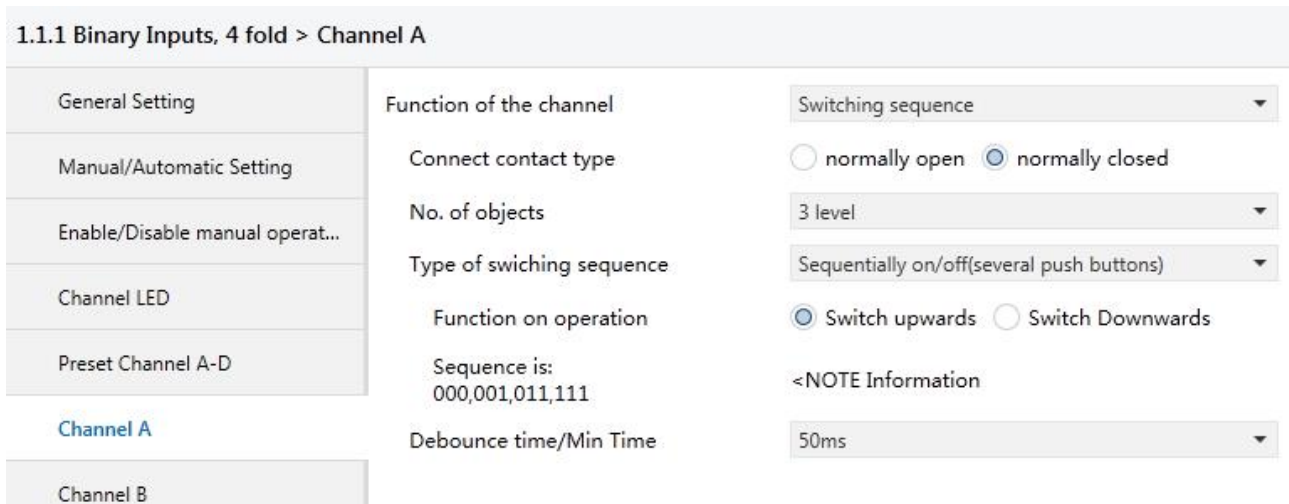 1.1.1 Binary Inputs, 4 fold > Channel A
General Setting
Manual/Automatic Setting
Enable/Disable manual operat...
Channel LED
Preset Channel A-D
Channel A
Channel B
Function of the channel
Switching sequence
Connect contact type
normally open normally closed
No. of objects
3 level
Type of swiching sequence
Sequentially on/off(several push buttons)
Function on operation
Switch upwards Switch Downwards
Sequence is:
000,001,011,111
<NOTE Information
Debounce time/Min Time
50ms